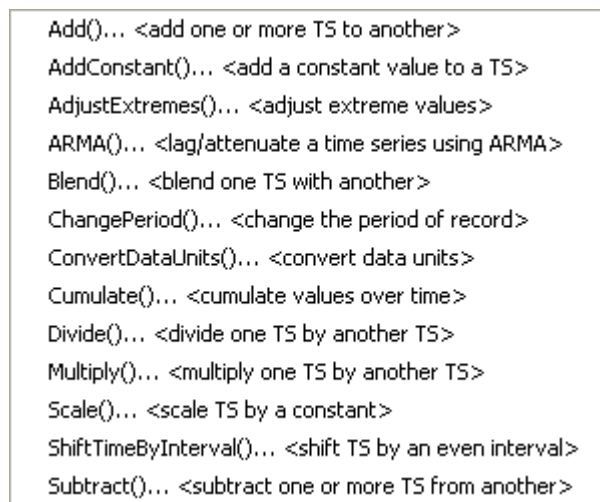 Add()... <add one or more TS to another>
AddConstant()... <add a constant value to a TS>
AdjustExtremes()... <adjust extreme values>
ARMA()... <lag/attenuate a time series using ARMA>
Blend()... <blend one TS with another>
ChangePeriod()... <change the period of record>
ConvertDataUnits()... <convert data units>
Cumulate()... <cumulate values over time>
Divide()... <divide one TS by another TS>
Multiply()... <multiply one TS by another TS>
Scale()... <scale TS by a constant>
ShiftTimeByInterval()... <shift TS by an even interval>
Subtract()... <subtract one or more TS from another>